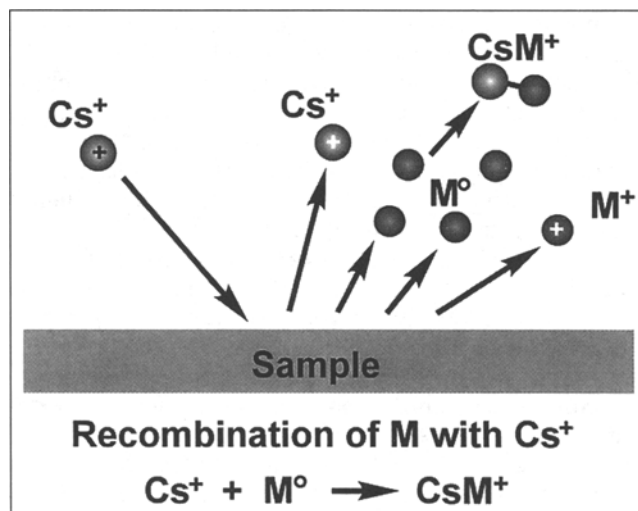 CsM⁺
Cs⁺
Cs⁺
M°
M⁺
+
+
+
Sample
Recombination of M with Cs⁺
Cs⁺ + M° → CsM⁺